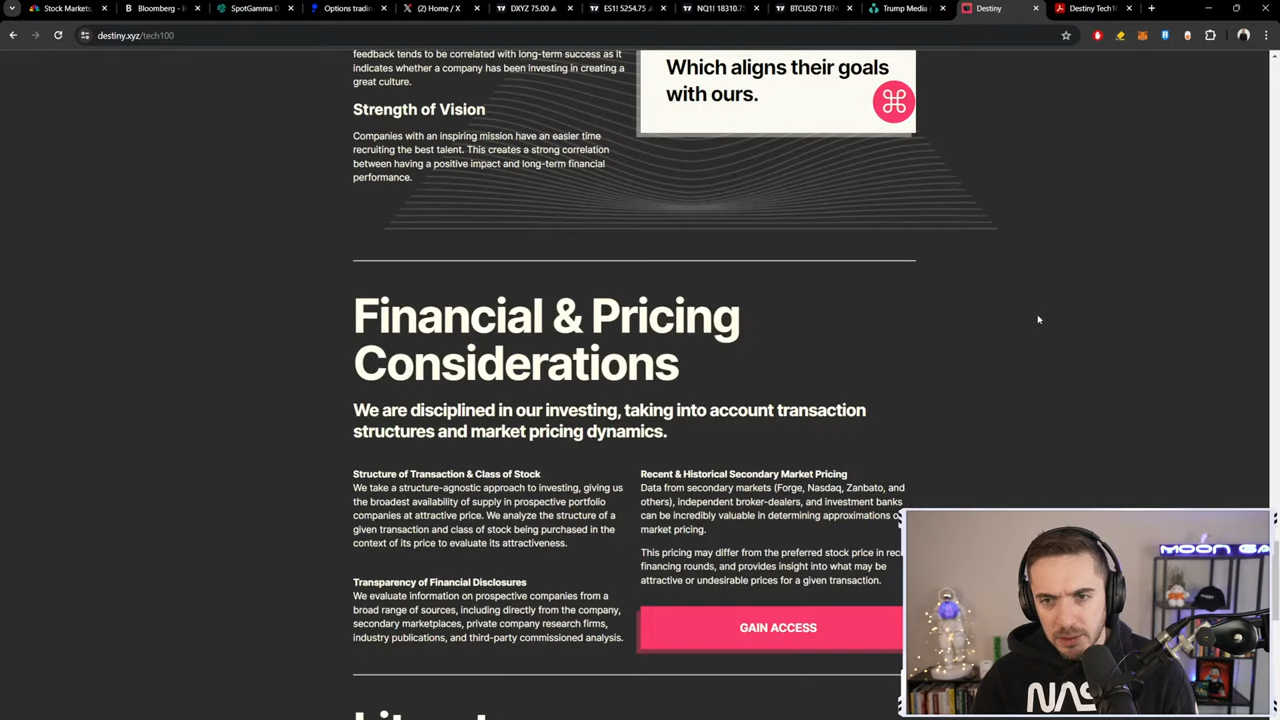 Stock Markets,
Bloomberg -
SpotGamma D
Options tradin
(2) Home / X
DXYZ 75.00
ES1! 5254.75
NQ1! 18310.75
BTCUSD 71874
Trump Media
Destiny
Destiny Tech10
destiny.xyz/tech100
feedback tends to be correlated with long-term success as it
indicates whether a company has been investing in creating a
great culture.
Strength of Vision
Companies with an inspiring mission have an easier time
recruiting the best talent. This creates a strong correlation
between having a positive impact and long-term financial
performance.
Which aligns their goals
with ours.
Financial & Pricing
Considerations
We are disciplined in our investing, taking into account transaction
structures and market pricing dynamics.
Structure of Transaction & Class of Stock
We take a structure-agnostic approach to investing, giving us
the broadest availability of supply in prospective portfolio
companies at attractive price. We analyze the structure of a
given transaction and class of stock being purchased in the
context of its price to evaluate its attractiveness.
Transparency of Financial Disclosures
We evaluate information on prospective companies from a
broad range of sources, including directly from the company,
secondary marketplaces, private company research firms,
industry publications, and third-party commissioned analysis.
Recent & Historical Secondary Market Pricing
Data from secondary markets (Forge, Nasdaq, Zanbato, and
others), independent broker-dealers, and investment banks
can be incredibly valuable in determining approximations o
market pricing.
This pricing may differ from the preferred stock price in rec
financing rounds, and provides insight into what may be
attractive or undesirable prices for a given transaction.
GAIN ACCESS
MOON GA
NAS